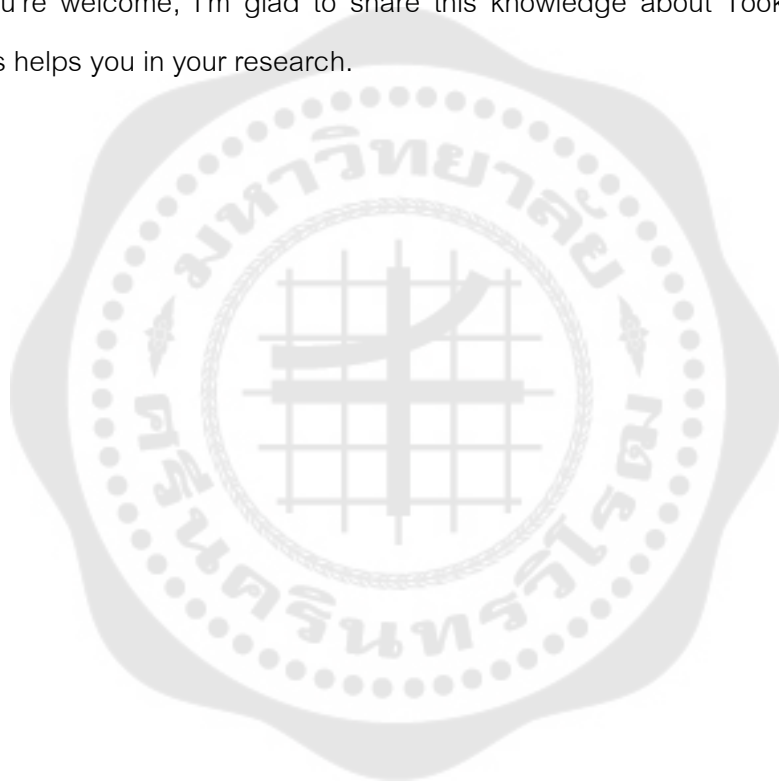 u're welcome, I'm glad to share this knowledge about Took
s helps you in your research.
มหาวิทยาลัย
ศรีนครินทรวิโรฒ